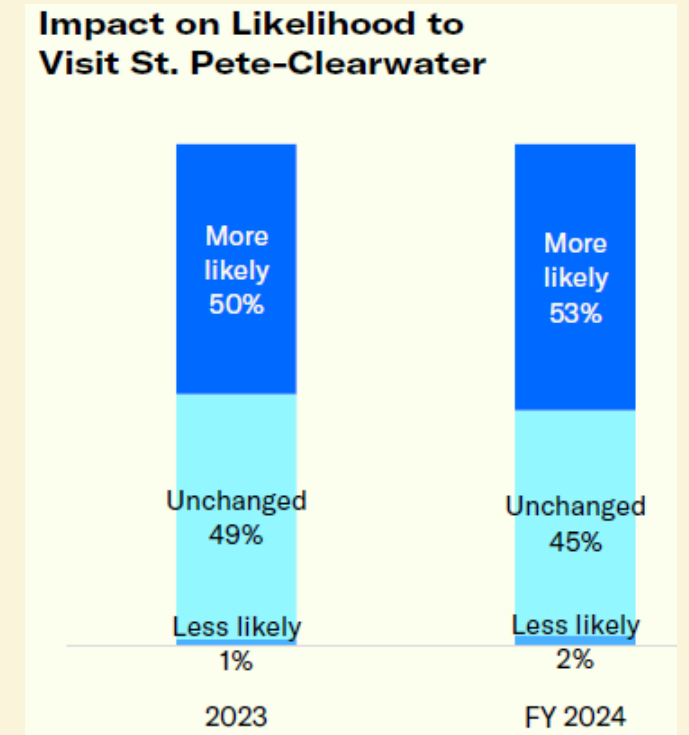 Impact on Likelihood to
Visit St. Pete-Clearwater
More
likely
50%
Unchanged
49%
Less likely
1%
2023
More
likely
53%
Unchanged
45%
Less likely
2%
FY 2024